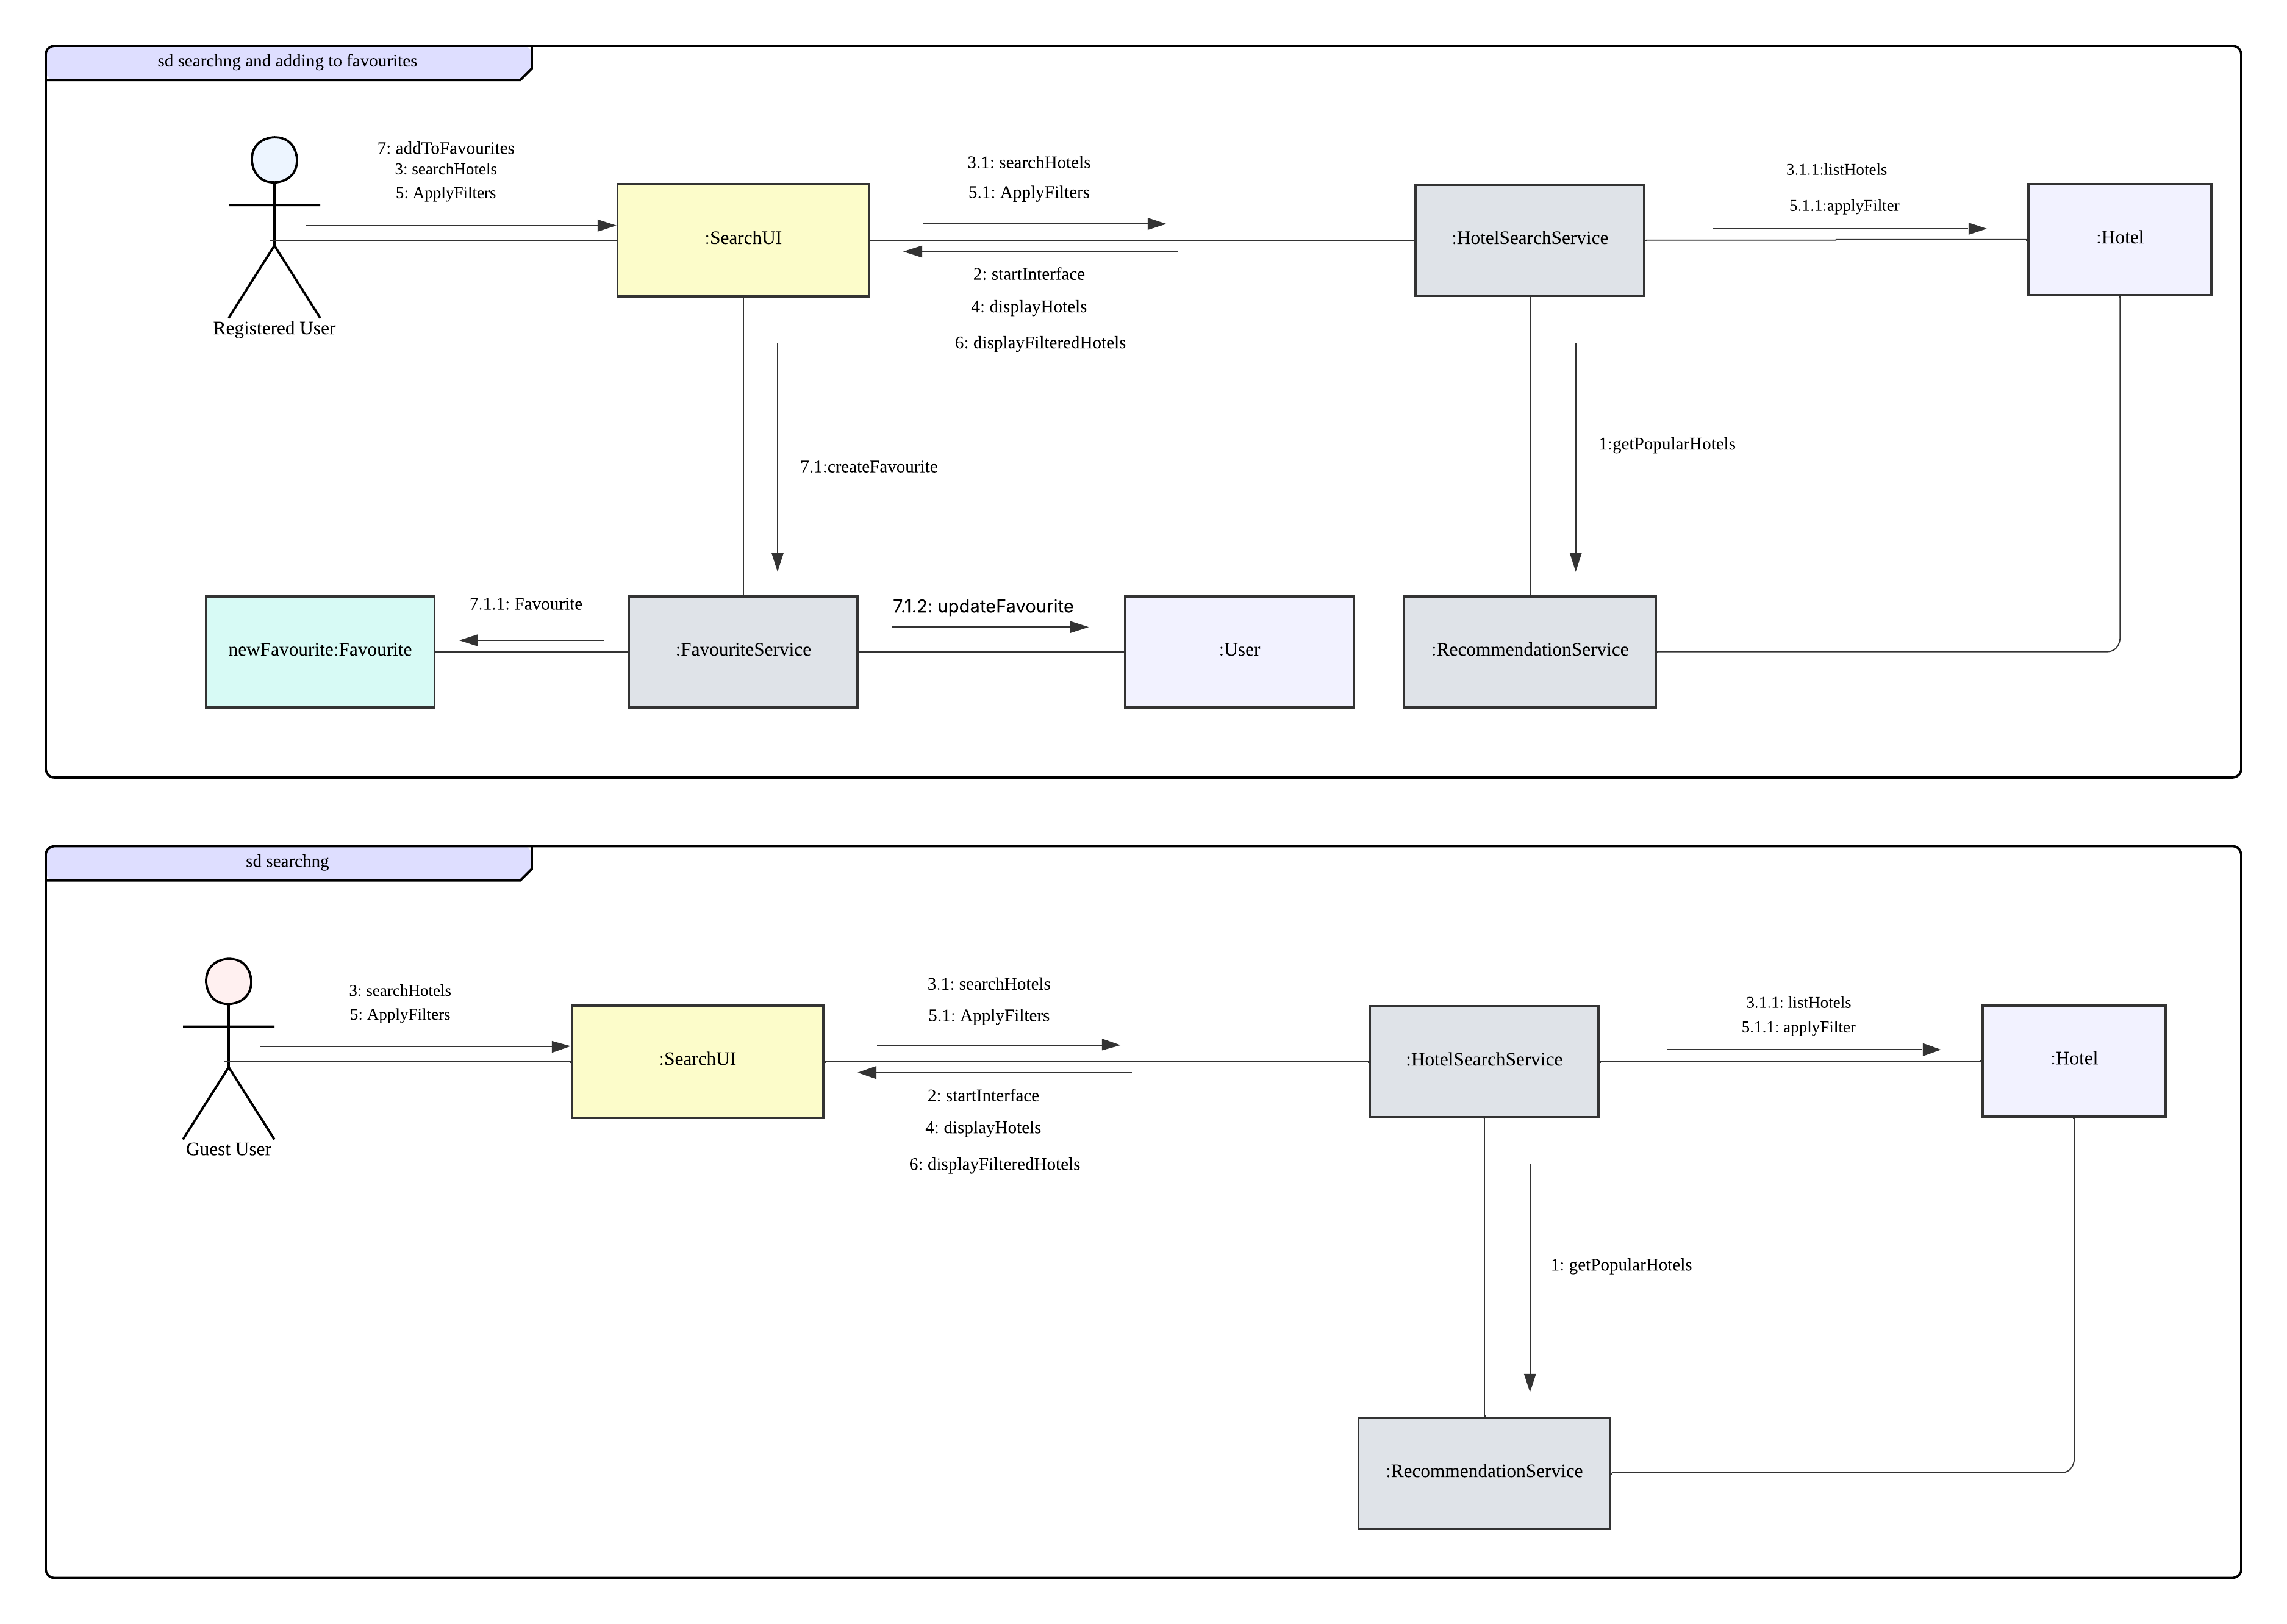 sd searchng and adding to favourites
7: addToFavourites
3: searchHotels
5: ApplyFilters
3.1: searchHotels
5.1: ApplyFilters
3.1.1:listHotels
5.1.1:applyFilter
:SearchUI
:HotelSearchService
:Hotel
2: startInterface
4: displayHotels
6: displayFilteredHotels
Registered User
1:getPopularHotels
7.1:createFavourite
7.1.1: Favourite
7.1.2: updateFavourite
newFavourite:Favourite
:FavouriteService
:User
:RecommendationService
sd searchng
3: searchHotels
5: ApplyFilters
3.1: searchHotels
5.1: ApplyFilters
3.1.1: listHotels
5.1.1: applyFilter
:SearchUI
:HotelSearchService
:Hotel
2: startInterface
4: displayHotels
6: displayFilteredHotels
Guest User
1: getPopularHotels
:RecommendationService